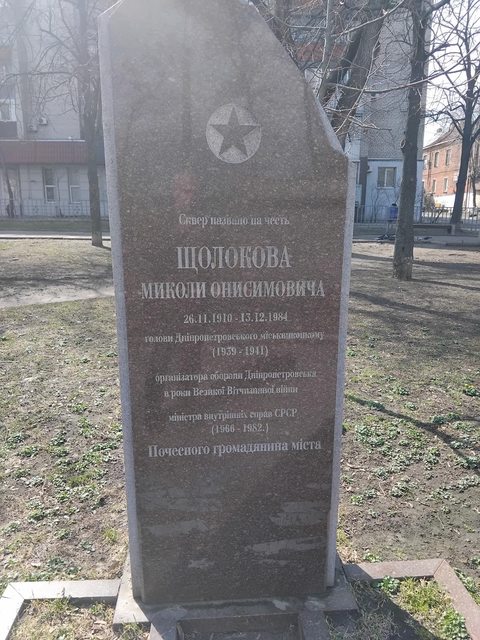 Сквер названо на честь
ЩОЛОКОВА
МИКОЛИ ОНИСИМОВИЧА
26.11.1910 - 13.12.1984
голови Дніпропетровського міськвиконкому
(1939 - 1941)
організатора оборони Дніпропетровська
в роки Великої Вітчизняної війни
міністра внутрішніх справ СРСР
(1966 - 1982.)
Почесного громадянина міста